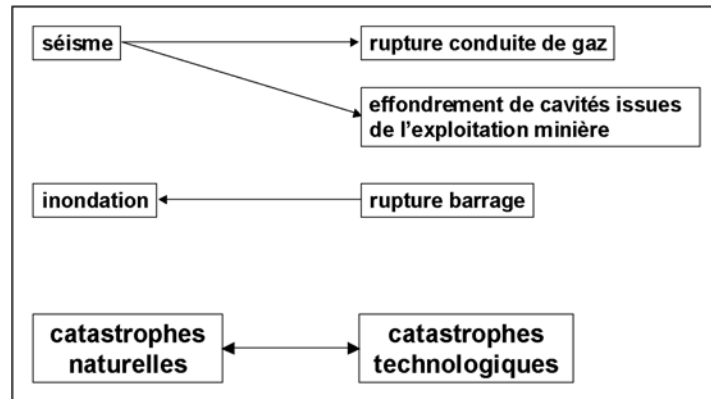 séisme
rupture conduite de gaz
effondrement de cavités issues
de l'exploitation minière
inondation
rupture barrage
catastrophes
naturelles
catastrophes
technologiques